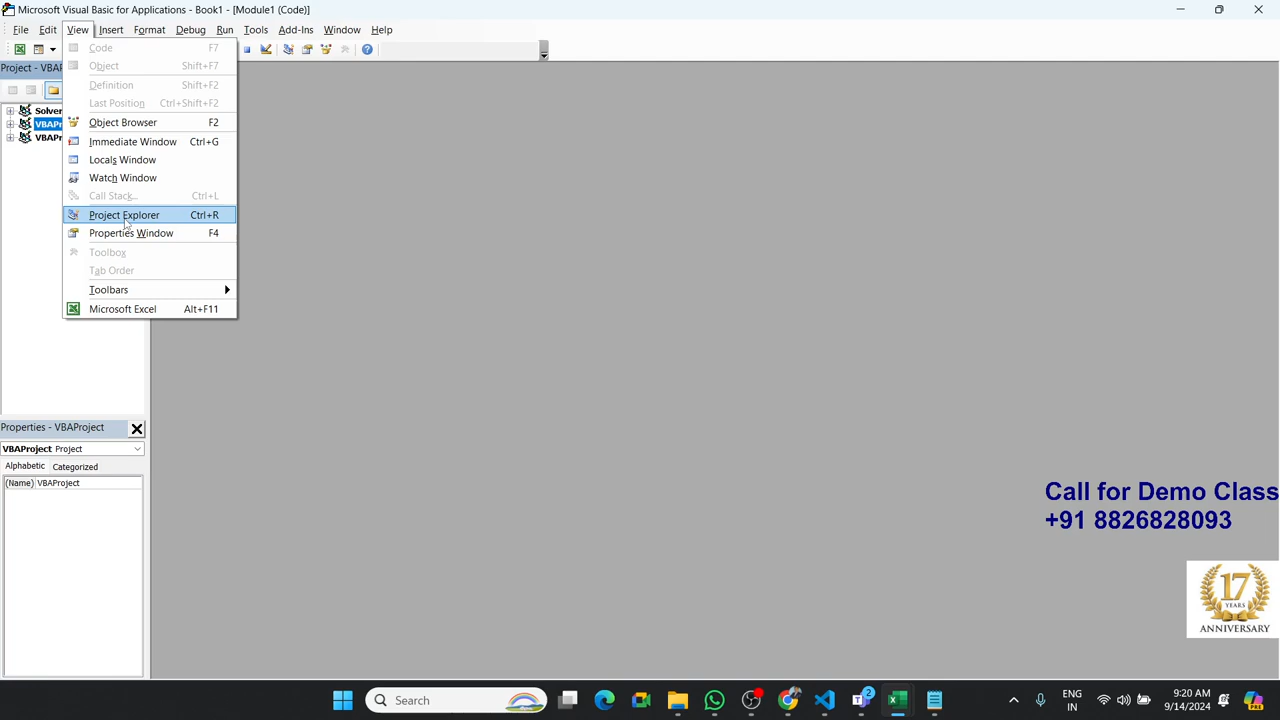 Microsoft Visual Basic for Applications - Book1 - [Module1 (Code)]
File Edit View Insert Format Debug Run Tools Add-Ins Window Help
Project - VBAP
Solver
VBAPr
VBAPr
Code F7
Object Shift+F7
Definition Shift+F2
Last Position Ctrl+Shift+F2
Object Browser F2
Immediate Window Ctrl+G
Locals Window
Watch Window
Call Stack... Ctrl+L
Project Explorer Ctrl+R
Properties Window F4
Toolbox
Tab Order
Toolbars
Microsoft Excel Alt+F11
Properties - VBAProject
VBAProject Project
Alphabetic Categorized
(Name) VBAProject
Call for Demo Class
+91 8826828093
17
YEARS
ANNIVERSARY
Search
2
ENG
IN
9:20 AM
9/14/2024